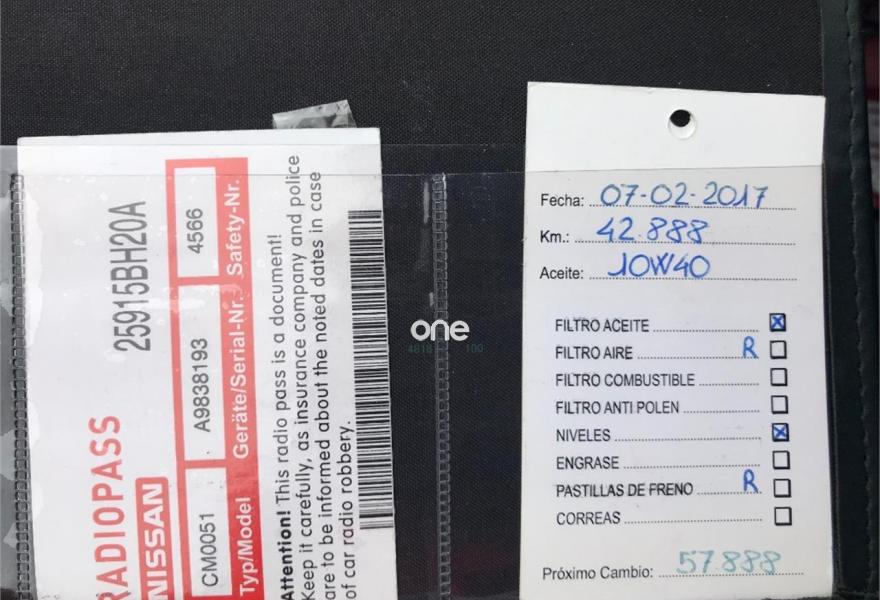 RADIOPASS
25915BH20A
NISSAN
CM0051
A9838193
4566
Typ/Model
Geräte/Serial-Nr.
Safety-Nr.
Attention! This radio pass is a document!
Keep it carefully, as insurance company and police
are to be informed about the noted dates in case
of car radio robbery.
one
100
Fecha: 07-02-2017
Km.: 42.888
Aceite: 10W40
FILTRO ACEITE X
FILTRO AIRE R
FILTRO COMBUSTIBLE
FILTRO ANTI POLEN
NIVELES X
ENGRASE
PASTILLAS DE FRENO R
CORREAS
Próximo Cambio: 57.888